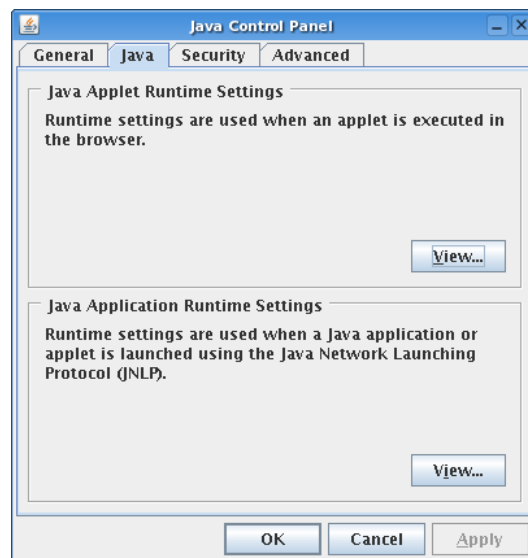 Java Control Panel
General Java Security Advanced
Java Applet Runtime Settings
Runtime settings are used when an applet is executed in
the browser.
View...
Java Application Runtime Settings
Runtime settings are used when a Java application or
applet is launched using the Java Network Launching
Protocol (JNLP).
View...
OK Cancel Apply